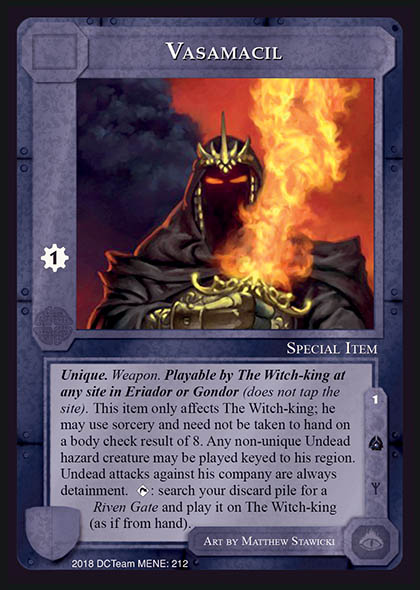 VASAMACIL
1
SPECIAL ITEM
Unique. Weapon. Playable by The Witch-king at
any site in Eriador or Gondor (does not tap the
site). This item only affects The Witch-king; he
may use sorcery and need not be taken to hand on
a body check result of 8. Any non-unique Undead
hazard creature may be played keyed to his region.
Undead attacks against his company are always
detainment. : search your discard pile for a
Riven Gate and play it on The Witch-king
(as if from hand).
1
ART BY MATTHEW STAWICKI
2018 DCTeam MENE: 212